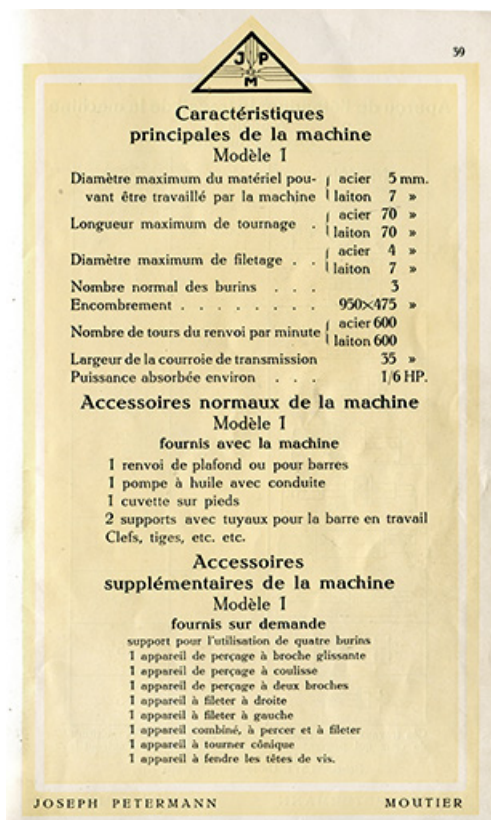 39
J P
M
Caractéristiques
principales de la machine
Modèle 1
Diamètre maximum du matériel pou- { acier 5 mm.
vant être travaillé par la machine { laiton 7 »
Longueur maximum de tournage . { acier 70 »
{ laiton 70 »
Diamètre maximum de filetage . . { acier 4 »
{ laiton 7 »
Nombre normal des burins . . . 3
Encombrement . . . . . . . . 950×475 »
Nombre de tours du renvoi par minute { acier 600
{ laiton 600
Largeur de la courroie de transmission 35 »
Puissance absorbée environ . . . 1/6 HP.
Accessoires normaux de la machine
Modèle 1
fournis avec la machine
1 renvoi de plafond ou pour barres
1 pompe à huile avec conduite
1 cuvette sur pieds
2 supports avec tuyaux pour la barre en travail
Clefs, tiges, etc. etc.
Accessoires
supplémentaires de la machine
Modèle 1
fournis sur demande
support pour l'utilisation de quatre burins
1 appareil de perçage à broche glissante
1 appareil de perçage à coulisse
1 appareil de perçage à deux broches
1 appareil à fileter à droite
1 appareil à fileter à gauche
1 appareil combiné, à percer et à fileter
1 appareil à tourner cônique
1 appareil à fendre les têtes de vis.
JOSEPH PETERMANN MOUTIER